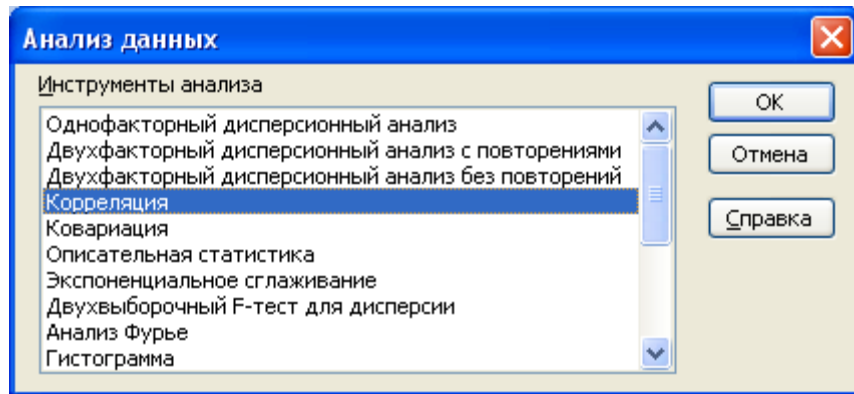 Анализ данных
Инструменты анализа
Однофакторный дисперсионный анализ
Двухфакторный дисперсионный анализ с повторениями
Двухфакторный дисперсионный анализ без повторений
Корреляция
Ковариация
Описательная статистика
Экспоненциальное сглаживание
Двухвыборочный F-тест для дисперсии
Анализ Фурье
Гистограмма
ОК
Отмена
Справка